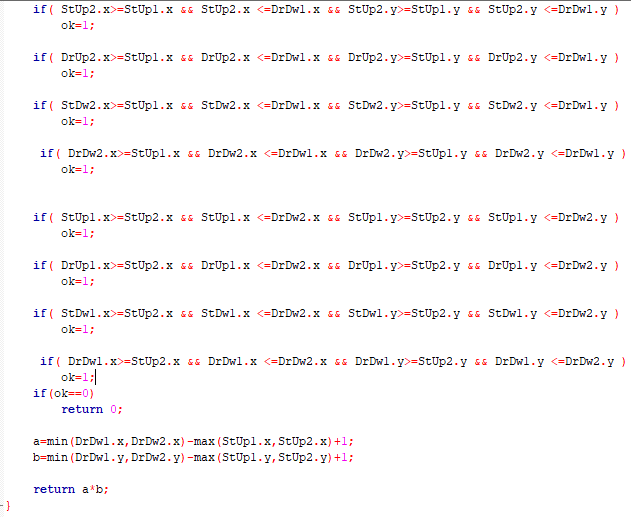 if( StUp2.x>=StUp1.x && StUp2.x <=DrDw1.x && StUp2.y>=StUp1.y && StUp2.y <=DrDw1.y )
ok=1;
if( DrUp2.x>=StUp1.x && DrUp2.x <=DrDw1.x && DrUp2.y>=StUp1.y && DrUp2.y <=DrDw1.y )
ok=1;
if( StDw2.x>=StUp1.x && StDw2.x <=DrDw1.x && StDw2.y>=StUp1.y && StDw2.y <=DrDw1.y )
ok=1;
if( DrDw2.x>=StUp1.x && DrDw2.x <=DrDw1.x && DrDw2.y>=StUp1.y && DrDw2.y <=DrDw1.y )
ok=1;
if( StUp1.x>=StUp2.x && StUp1.x <=DrDw2.x && StUp1.y>=StUp2.y && StUp1.y <=DrDw2.y )
ok=1;
if( DrUp1.x>=StUp2.x && DrUp1.x <=DrDw2.x && DrUp1.y>=StUp2.y && DrUp1.y <=DrDw2.y )
ok=1;
if( StDw1.x>=StUp2.x && StDw1.x <=DrDw2.x && StDw1.y>=StUp2.y && StDw1.y <=DrDw2.y )
ok=1;
if( DrDw1.x>=StUp2.x && DrDw1.x <=DrDw2.x && DrDw1.y>=StUp2.y && DrDw1.y <=DrDw2.y )
ok=1;
if(ok==0)
return 0;
a=min(DrDw1.x,DrDw2.x)-max(StUp1.x,StUp2.x)+1;
b=min(DrDw1.y,DrDw2.y)-max(StUp1.y,StUp2.y)+1;
return a*b;
}